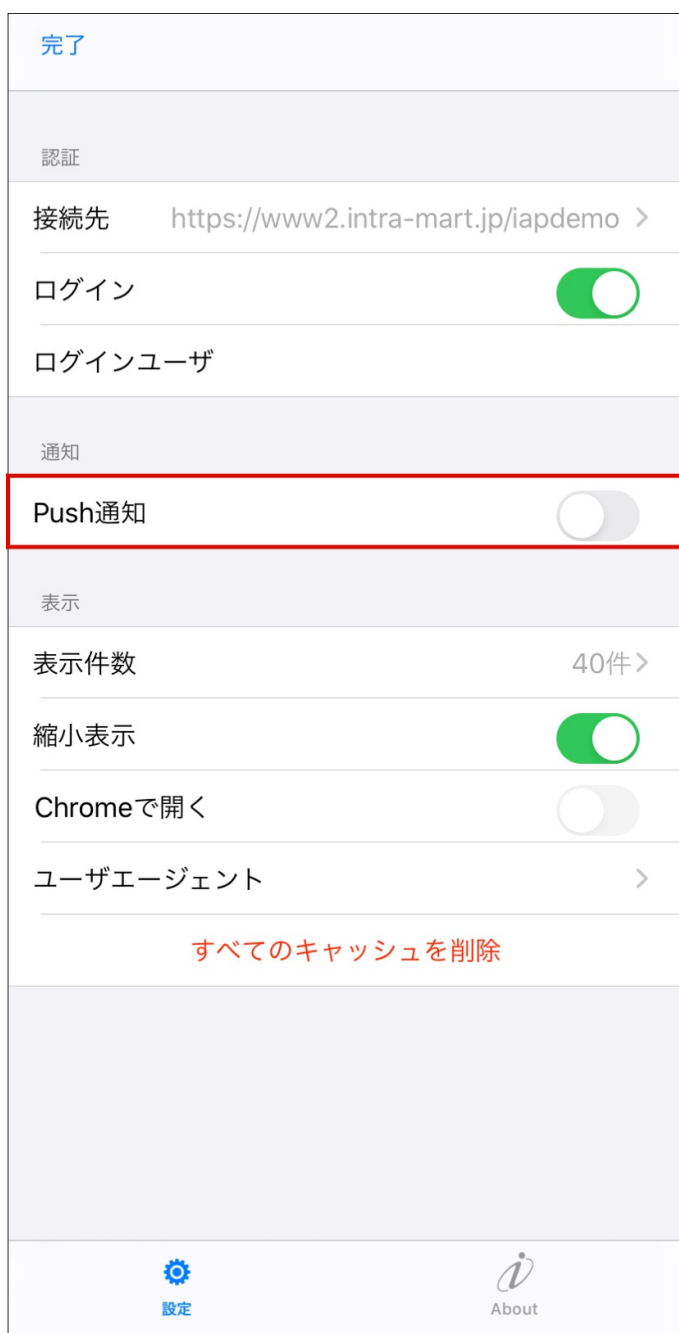 完了
認証
接続先 https://www2.intra-mart.jp/iapdemo
ログイン
ログインユーザ
通知
Push通知
表示
表示件数 40件
縮小表示
Chromeで開く
ユーザエージェント
すべてのキャッシュを削除
設定 About